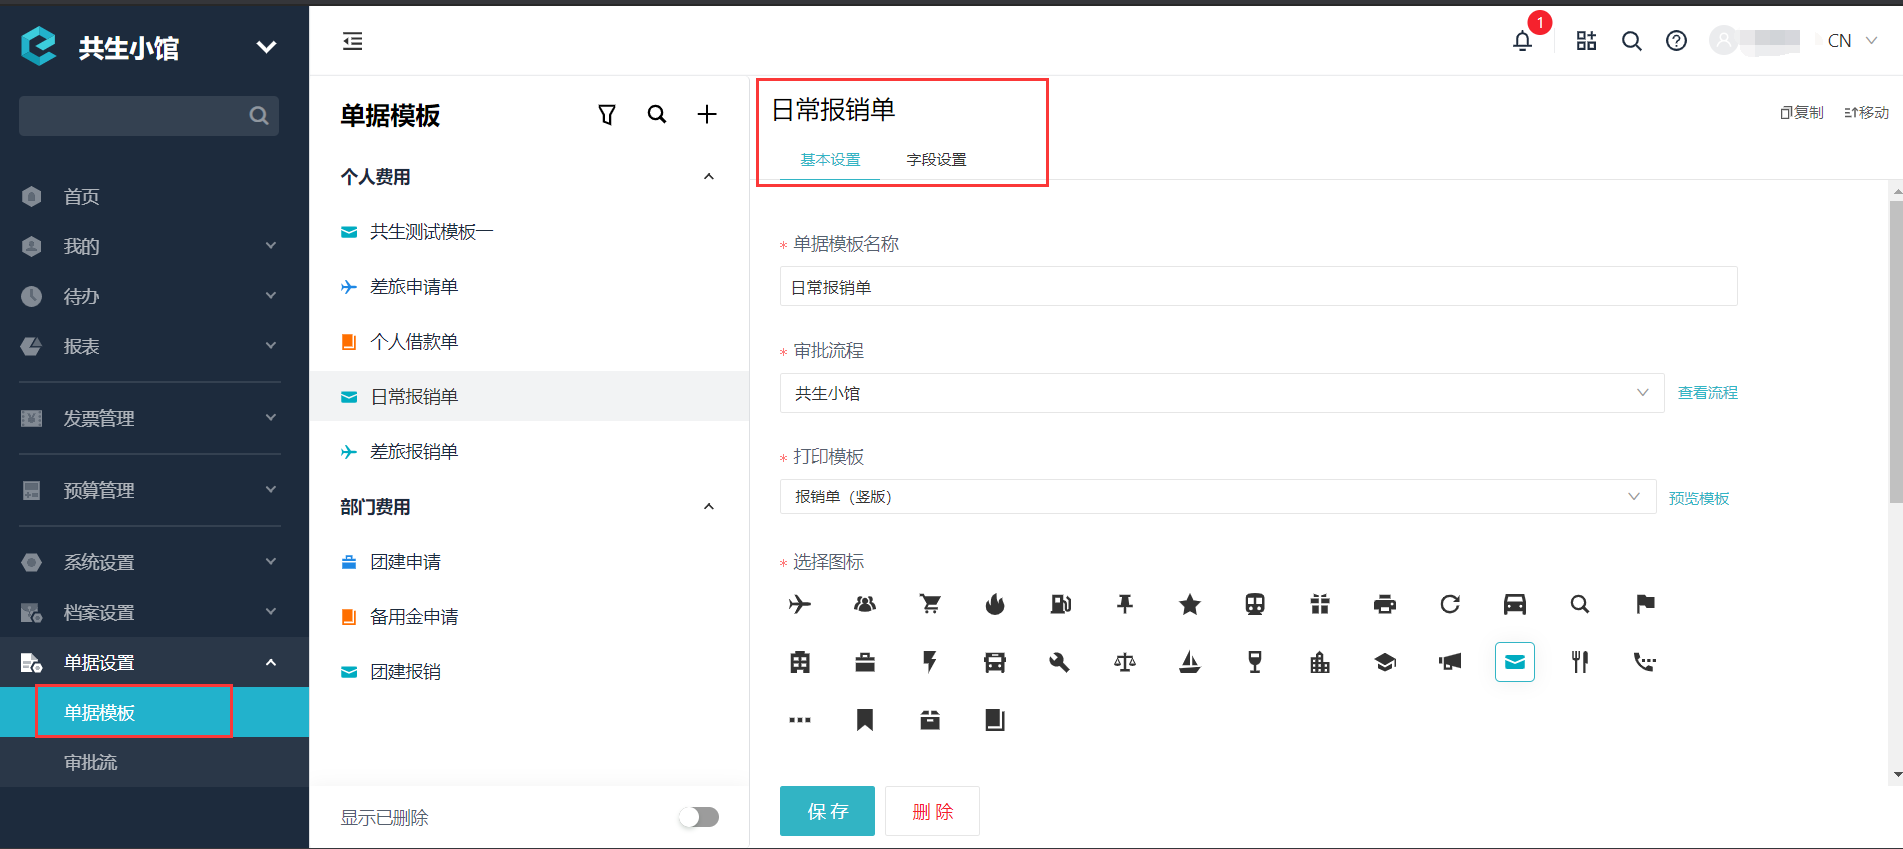 共生小馆
首页
我的
待办
报表
发票管理
预算管理
系统设置
档案设置
单据设置
单据模板
审批流
1
CN
单据模板
个人费用
共生测试模板一
差旅申请单
个人借款单
日常报销单
差旅报销单
部门费用
团建申请
备用金申请
团建报销
显示已删除
日常报销单
复制
移动
基本设置
字段设置
* 单据模板名称
日常报销单
* 审批流程
共生小馆
查看流程
* 打印模板
报销单（竖版）
预览模板
* 选择图标
保 存
删 除